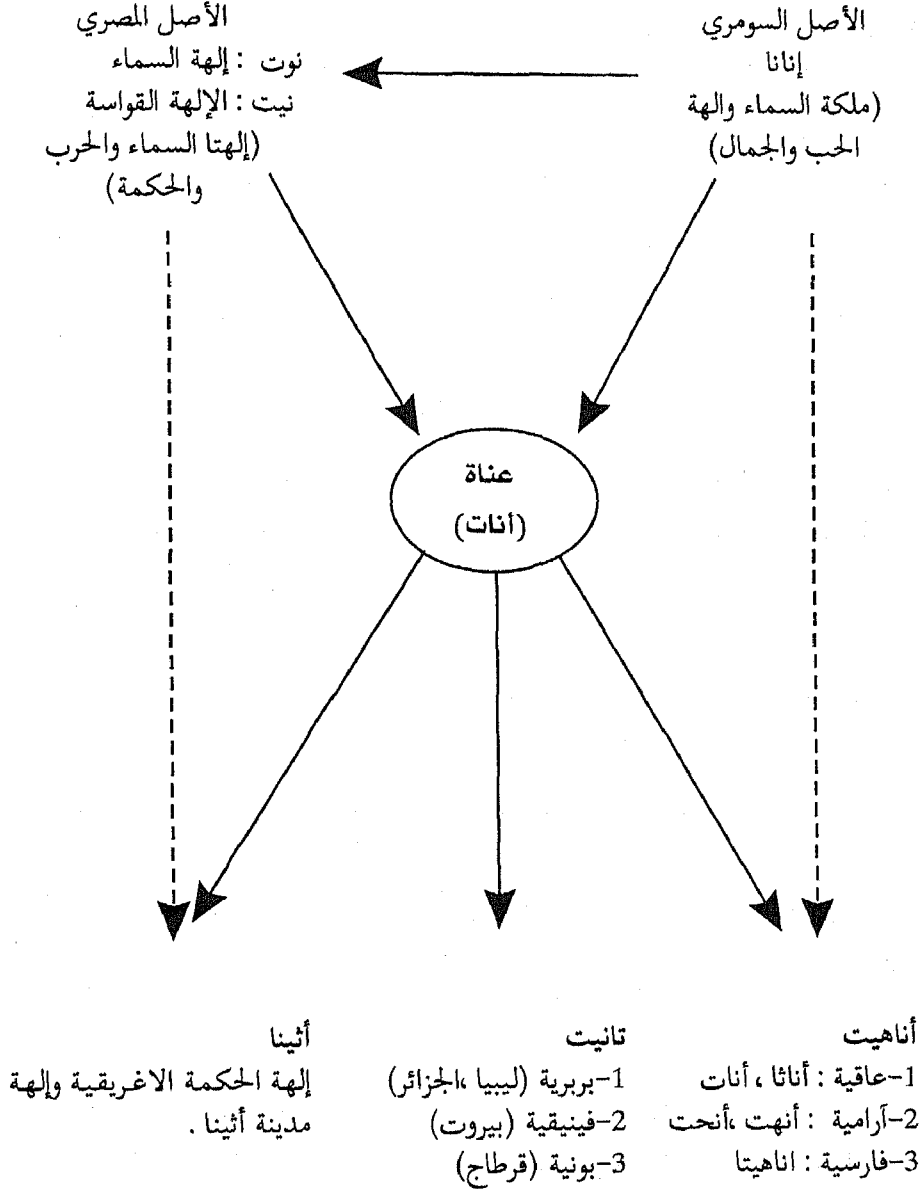 الأصل السومري
إنانا
(ملكة السماء والهة
الحب والجمال)
الأصل المصري
نوت : إلهة السماء
نيت : الإلهة القواسة
(إلهتا السماء والحرب
والحكمة)
عناة
(أنات)
أناهيت
1-عاقية : أناثا ، أنات
2-آرامية : أنهت ،أنحت
3-فارسية : اناهيتا
تانيت
1-بربرية (ليبيا ،الجزائر)
2-فينيقية (بيروت)
3-بونية (قرطاج)
أثينا
إلهة الحكمة الاغريقية وإلهة
مدينة أثينا .